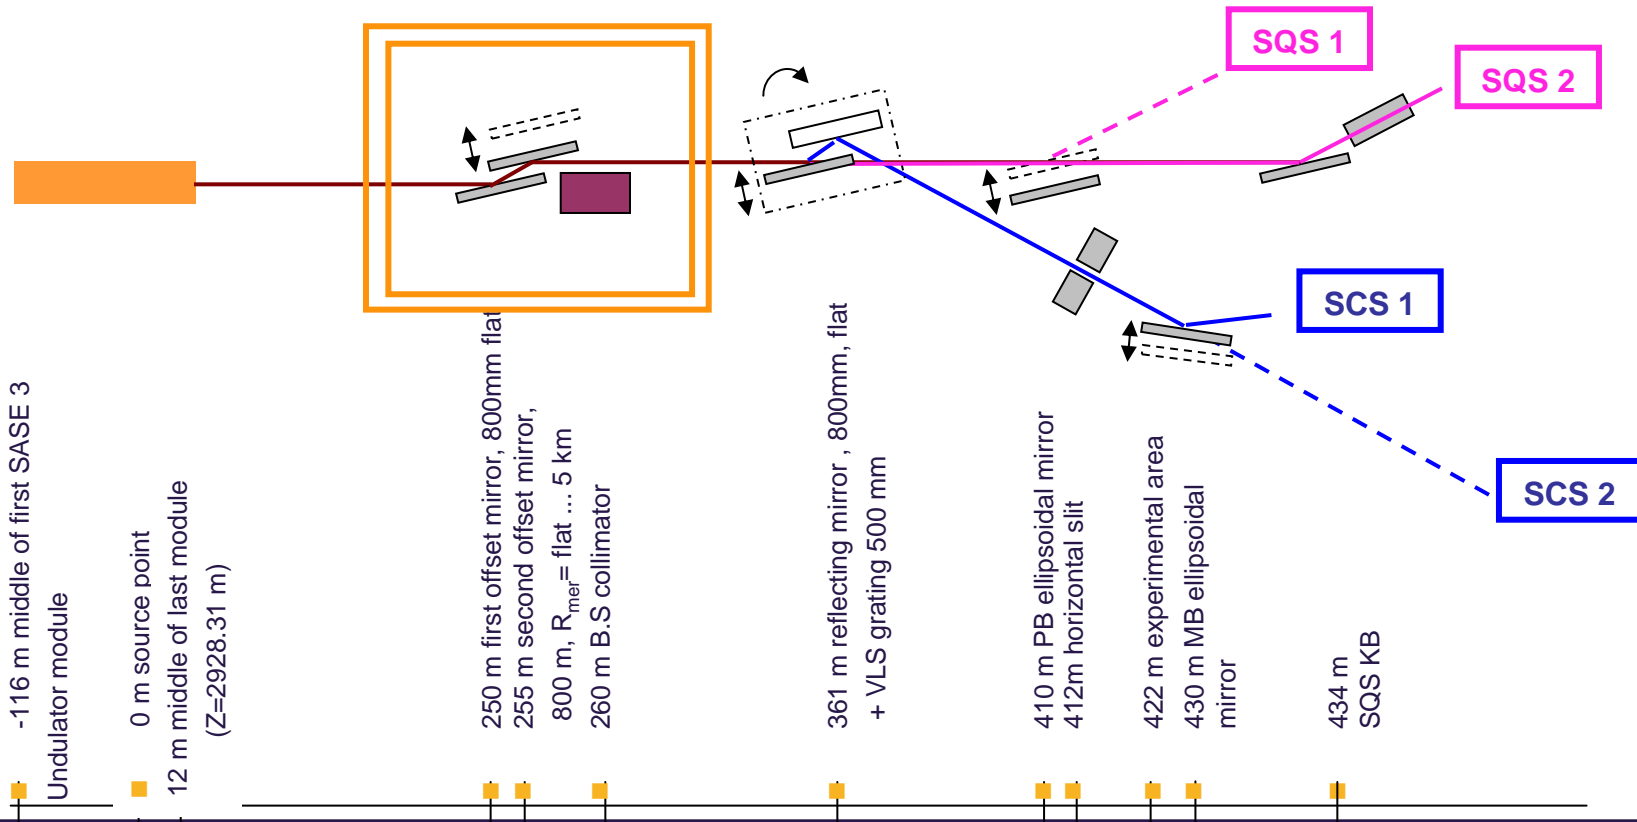 SQS 1
SQS 2
SCS 1
SCS 2
-116 m middle of first SASE 3
Undulator module
0 m source point
12 m middle of last module
(Z=2928.31 m)
250 m first offset mirror, 800mm flat
255 m second offset mirror,
800 m, Rmer= flat ... 5 km
260 m B.S collimator
361 m reflecting mirror , 800mm, flat
+ VLS grating 500 mm
410 m PB ellipsoidal mirror
412m horizontal slit
422 m experimental area
430 m MB ellipsoidal
mirror
434 m
SQS KB